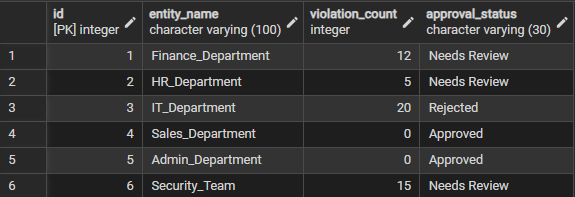 id entity_name violation_count approval_status
[PK] integer character varying (100) integer character varying (30)
1 1 Finance_Department 12 Needs Review
2 2 HR_Department 5 Needs Review
3 3 IT_Department 20 Rejected
4 4 Sales_Department 0 Approved
5 5 Admin_Department 0 Approved
6 6 Security_Team 15 Needs Review